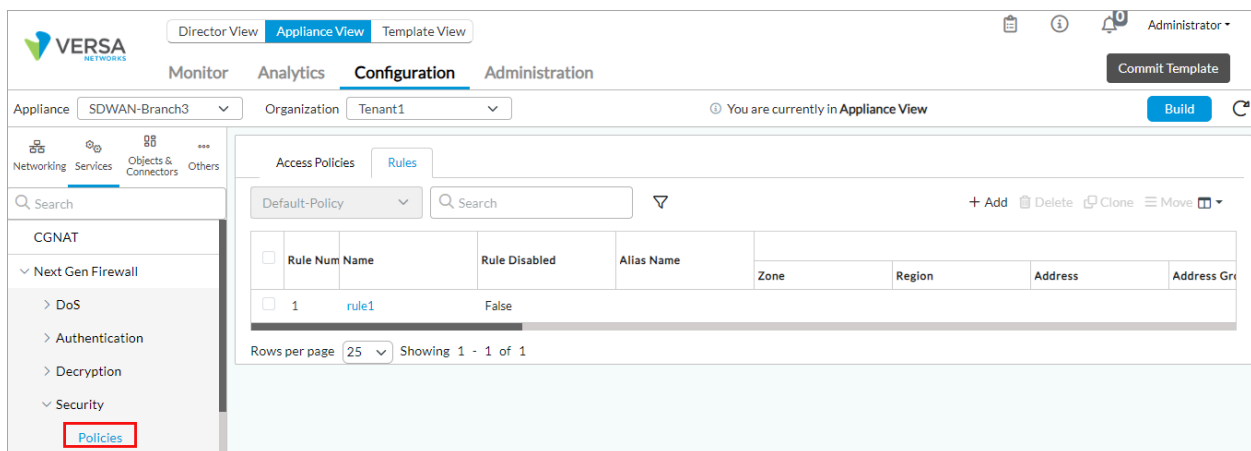 Director View Appliance View Template View
0
Administrator
VERSA
NETWORKS
Monitor Analytics Configuration Administration
Commit Template
Appliance SDWAN-Branch3 Organization Tenant1 You are currently in Appliance View Build
Networking Services Objects & Connectors Others
Access Policies Rules
Search
Default-Policy Search + Add Delete Clone Move
CGNAT
Next Gen Firewall
Rule Num Name Rule Disabled Alias Name
Zone Region Address Address Gro
DoS
1 rule1 False
Authentication
Rows per page 25 Showing 1 - 1 of 1
Decryption
Security
Policies